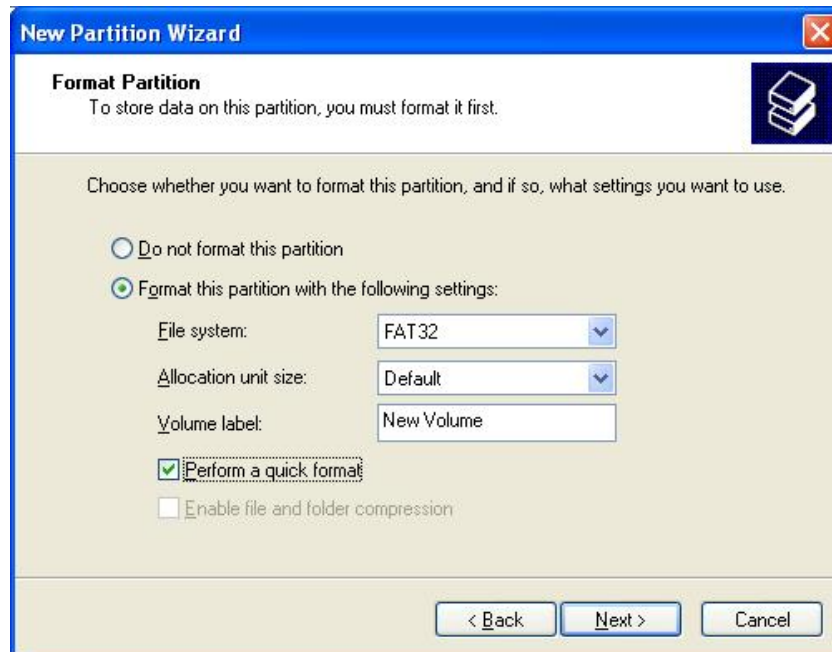 New Partition Wizard
Format Partition
To store data on this partition, you must format it first.
Choose whether you want to format this partition, and if so, what settings you want to use.
Do not format this partition
Format this partition with the following settings:
File system: FAT32
Allocation unit size: Default
Volume label: New Volume
Perform a quick format
Enable file and folder compression
< Back Next > Cancel